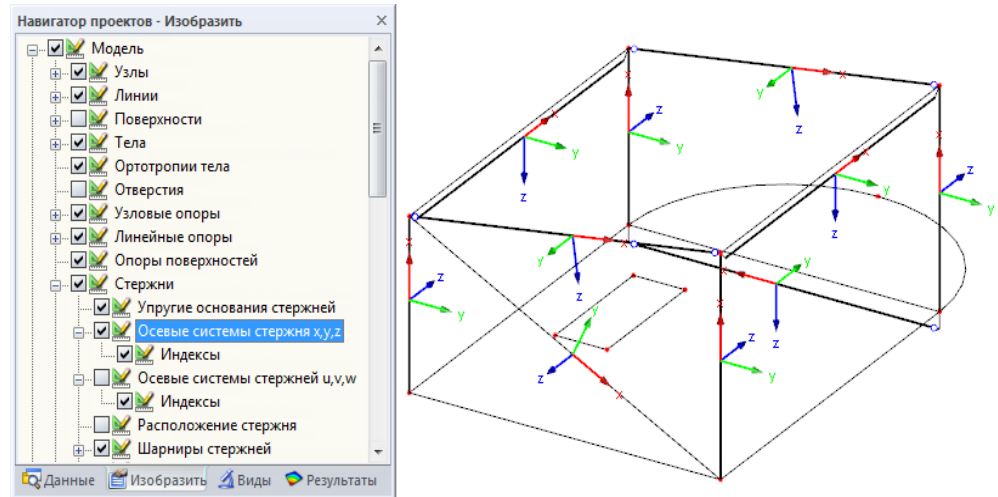 Навигатор проектов - Изобразить
Модель
Узлы
Линии
Поверхности
Тела
Ортотропии тела
Отверстия
Узловые опоры
Линейные опоры
Опоры поверхностей
Стержни
Упругие основания стержней
Осевые системы стержня x,y,z
Индексы
Осевые системы стержней u,v,w
Индексы
Расположение стержня
Шарниры стержней
Данные Изобразить Виды Результаты
x
y
z
x
y
z
x
z
y
x
y
z
x
z
y
x
y
z
x
z
y
x
y
z
x
z
y
y
z
x